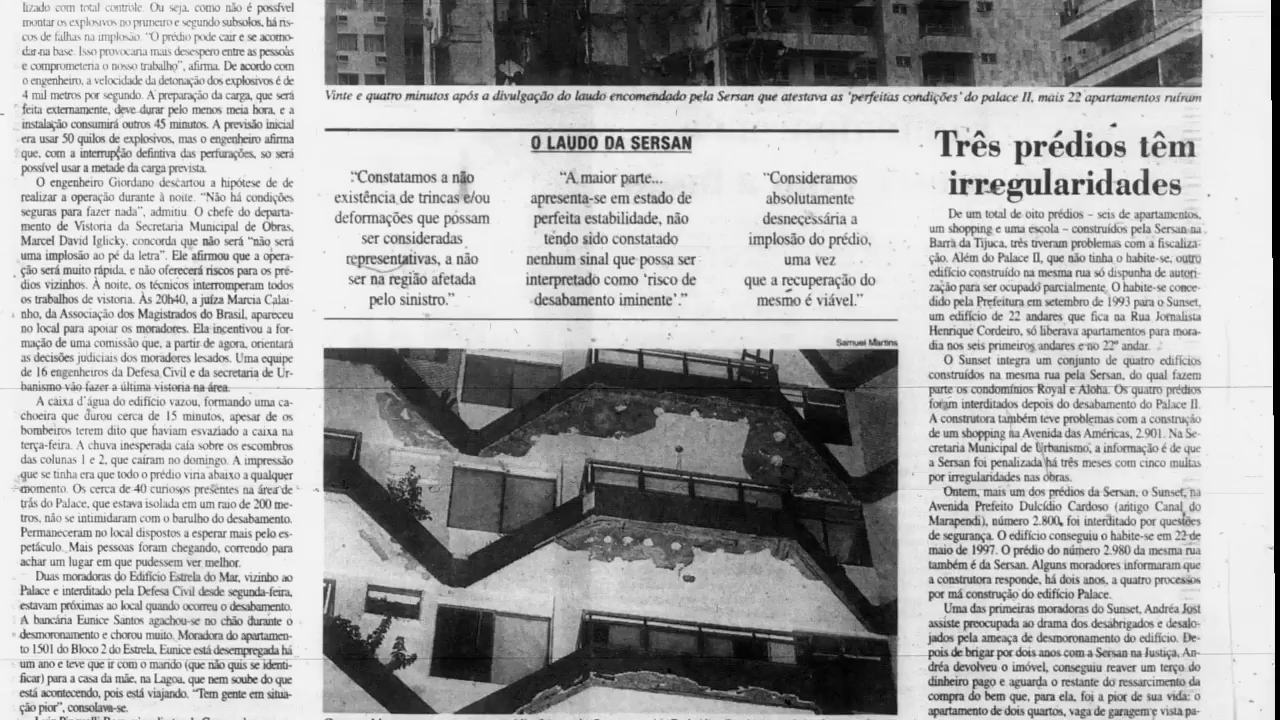 lizado com total controle. Ou seja, como não é possível
montar os explosivos no primeiro e segundo subsolos, há ris-
cos de falhas na implosão. “O prédio pode cair e se acomo-
dar na base. Isso provocaria mais desespero entre as pessoas
e comprometeria o nosso trabalho”, afirma. De acordo com
o engenheiro, a velocidade da detonação dos explosivos é de
4 mil metros por segundo. A preparação da carga, que será
feita externamente, deve durar pelo menos meia hora, e a
instalação consumirá outros 45 minutos. A previsão inicial
era usar 50 quilos de explosivos, mas o engenheiro afirma
que, com a interrupção defintiva das perfurações, so será
possível usar a metade da carga prevista.
O engenheiro Giordano descartou a hipótese de de
realizar a operação durante à noite. “Não há condições
seguras para fazer nada”, admitiu. O chefe do departa-
mento de Vistoria da Secretaria Municipal de Obras,
Marcel David Iglicky, concorda que não será “não será
uma implosão ao pé da letra”. Ele afirmou que a opera-
ção será muito rápida, e não oferecerá riscos para os pré-
dios vizinhos. À noite, os técnicos interromperam todos
os trabalhos de vistoria. Às 20h40, a juíza Marcia Calai-
nho, da Associação dos Magistrados do Brasil, apareceu
no local para apoiar os moradores. Ela incentivou a for-
mação de uma comissão que, a partir de agora, orientará
as decisões judiciais dos moradores lesados. Uma equipe
de 16 engenheiros da Defesa Civil e da secretaria de Ur-
banismo vão fazer a última vistoria na área.
A caixa d’água do edifício vazou, formando uma ca-
choeira que durou cerca de 15 minutos, apesar de os
bombeiros terem dito que haviam esvaziado a caixa na
terça-feira. A chuva inesperada caía sobre os escombros
das colunas 1 e 2, que caíram no domingo. A impressão
que se tinha era que todo o prédio viria abaixo a qualquer
momento. Os cerca de 40 curiosos presentes na área de
trás do Palace, que estava isolada em um raio de 200 me-
tros, não se intimidaram com o barulho do desabamento.
Permaneceram no local dispostos a esperar mais pelo es-
petáculo. Mais pessoas foram chegando, correndo para
achar um lugar em que pudessem ver melhor.
Duas moradoras do Edifício Estrela do Mar, vizinho ao
Palace e interditado pela Defesa Civil desde segunda-feira,
estavam próximas ao local quando ocorreu o desabamento.
A bancária Eunice Santos agachou-se no chão durante o
desmoronamento e chorou muito. Moradora do apartamen-
to 1501 do Bloco 2 do Estrela, Eunice está desempregada há
um ano e teve que ir com o marido (que não quis se identi-
ficar) para a casa da mãe, na Lagoa, que nem soube do que
está acontecendo, pois está viajando. “Tem gente em situa-
ção pior”, consolava-se.
Vinte e quatro minutos após a divulgação do laudo encomendado pela Sersan que atestava as ‘perfeitas condições’ do palace II, mais 22 apartamentos ruíram
O LAUDO DA SERSAN
“Constatamos a não
existência de trincas e/ou
deformações que possam
ser consideradas
representativas, a não
ser na região afetada
pelo sinistro.”
“A maior parte...
apresenta-se em estado de
perfeita estabilidade, não
tendo sido constatado
nenhum sinal que possa ser
interpretado como ‘risco de
desabamento iminente’.”
“Consideramos
absolutamente
desnecessária a
implosão do prédio,
uma vez
que a recuperação do
mesmo é viável.”
Samuel Martins
Três prédios têm
irregularidades
De um total de oito prédios – seis de apartamentos,
um shopping e uma escola – construídos pela Sersan na
Barra da Tijuca, três tiveram problemas com a fiscaliza-
ção. Além do Palace II, que não tinha o habite-se, outro
edifício construído na mesma rua só dispunha de autori-
zação para ser ocupado parcialmente. O habite-se conce-
dido pela Prefeitura em setembro de 1993 para o Sunset,
um edifício de 22 andares que fica na Rua Jornalista
Henrique Cordeiro, só liberava apartamentos para mora-
dia nos seis primeiros andares e no 22º andar.
O Sunset integra um conjunto de quatro edifícios
construídos na mesma rua pela Sersan, do qual fazem
parte os condomínios Royal e Aloha. Os quatro prédios
foram interditados depois do desabamento do Palace II.
A construtora também teve problemas com a construção
de um shopping na Avenida das Américas, 2.901. Na Se-
cretaria Municipal de Urbanismo, a informação é de que
a Sersan foi penalizada há três meses com cinco multas
por irregularidades nas obras.
Ontem, mais um dos prédios da Sersan, o Sunset, na
Avenida Prefeito Dulcídio Cardoso (antigo Canal do
Marapendi), número 2.800, foi interditado por questões
de segurança. O edifício conseguiu o habite-se em 22 de
maio de 1997. O prédio do número 2.980 da mesma rua
também é da Sersan. Alguns moradores informaram que
a construtora responde, há dois anos, a quatro processos
por má construção do edifício Palace.
Uma das primeiras moradoras do Sunset, Andréa Jost
assiste preocupada ao drama dos desabrigados e desalo-
jados pela ameaça de desmoronamento do edifício. De-
pois de brigar por dois anos com a Sersan na Justiça, An-
dréa devolveu o imóvel, conseguiu reaver um terço do
dinheiro pago e aguarda o restante do ressarcimento da
compra do bem que, para ela, foi a pior de sua vida: o
apartamento de dois quartos, vaga de garagem e vista pa-